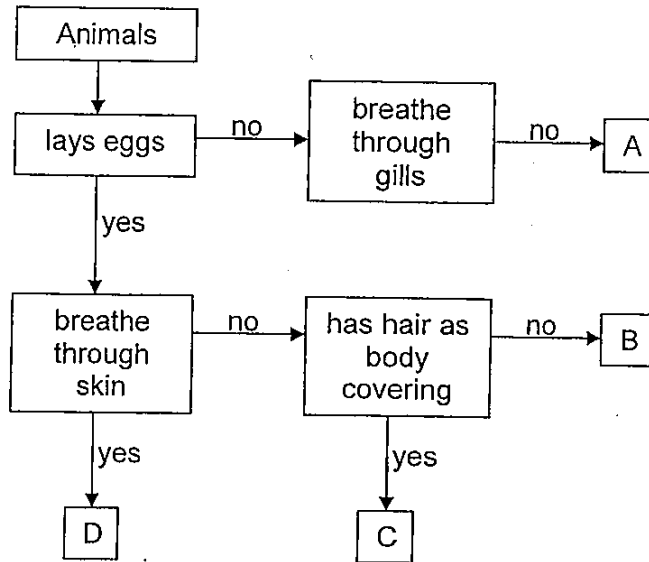 Animals
lays eggs
no
breathe
through
gills
no
A
yes
breathe
through
skin
no
has hair as
body
covering
no
B
yes
D
yes
C